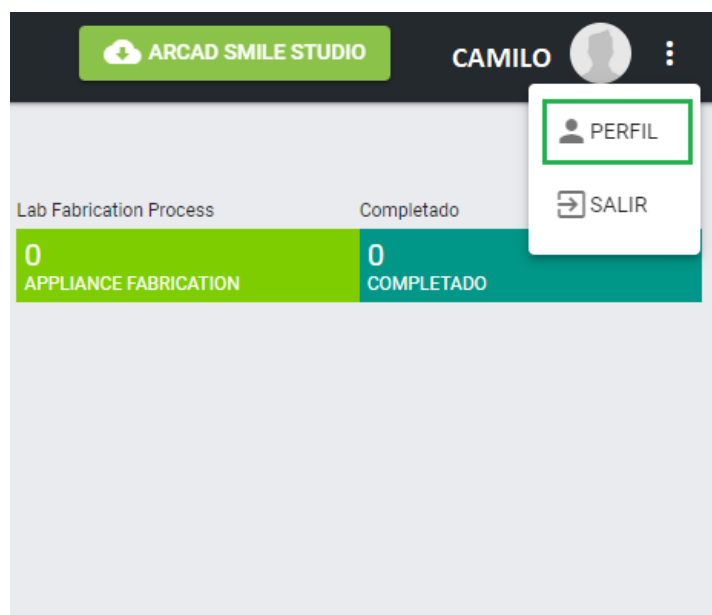 ARCAD SMILE STUDIO
CAMILO
PERFIL
SALIR
Lab Fabrication Process
Completado
0
APPLIANCE FABRICATION
0
COMPLETADO